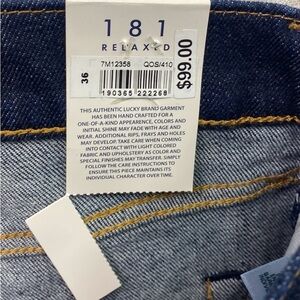 181
RELAXED
7M12358 QOS/410
36
$99.00
190365 222268
THIS AUTHENTIC LUCKY BRAND GARMENT
HAS BEEN HAND CRAFTED FOR A
ONE-OF-A-KIND APPEARANCE, COLORS AND
INITIAL SHINE MAY FADE WITH AGE AND
WEAR. ADDITIONAL RIPS, FRAYS OR HOLES
MAY DEVELOP TAKE CARE WHEN COMING
INTO CONTACT WITH LIGHT COLORED
FABRIC AND UPHOLSTERY AS COLOR AND
SPECIAL FINISHES MAY TRANSFER. SIMPLY
FOLLOW WASHING INSTRUCTIONS TO
ENSURE THIS PIECE MAINTAINS ITS
INDIVIDUAL CHARACTER OVER TIME.